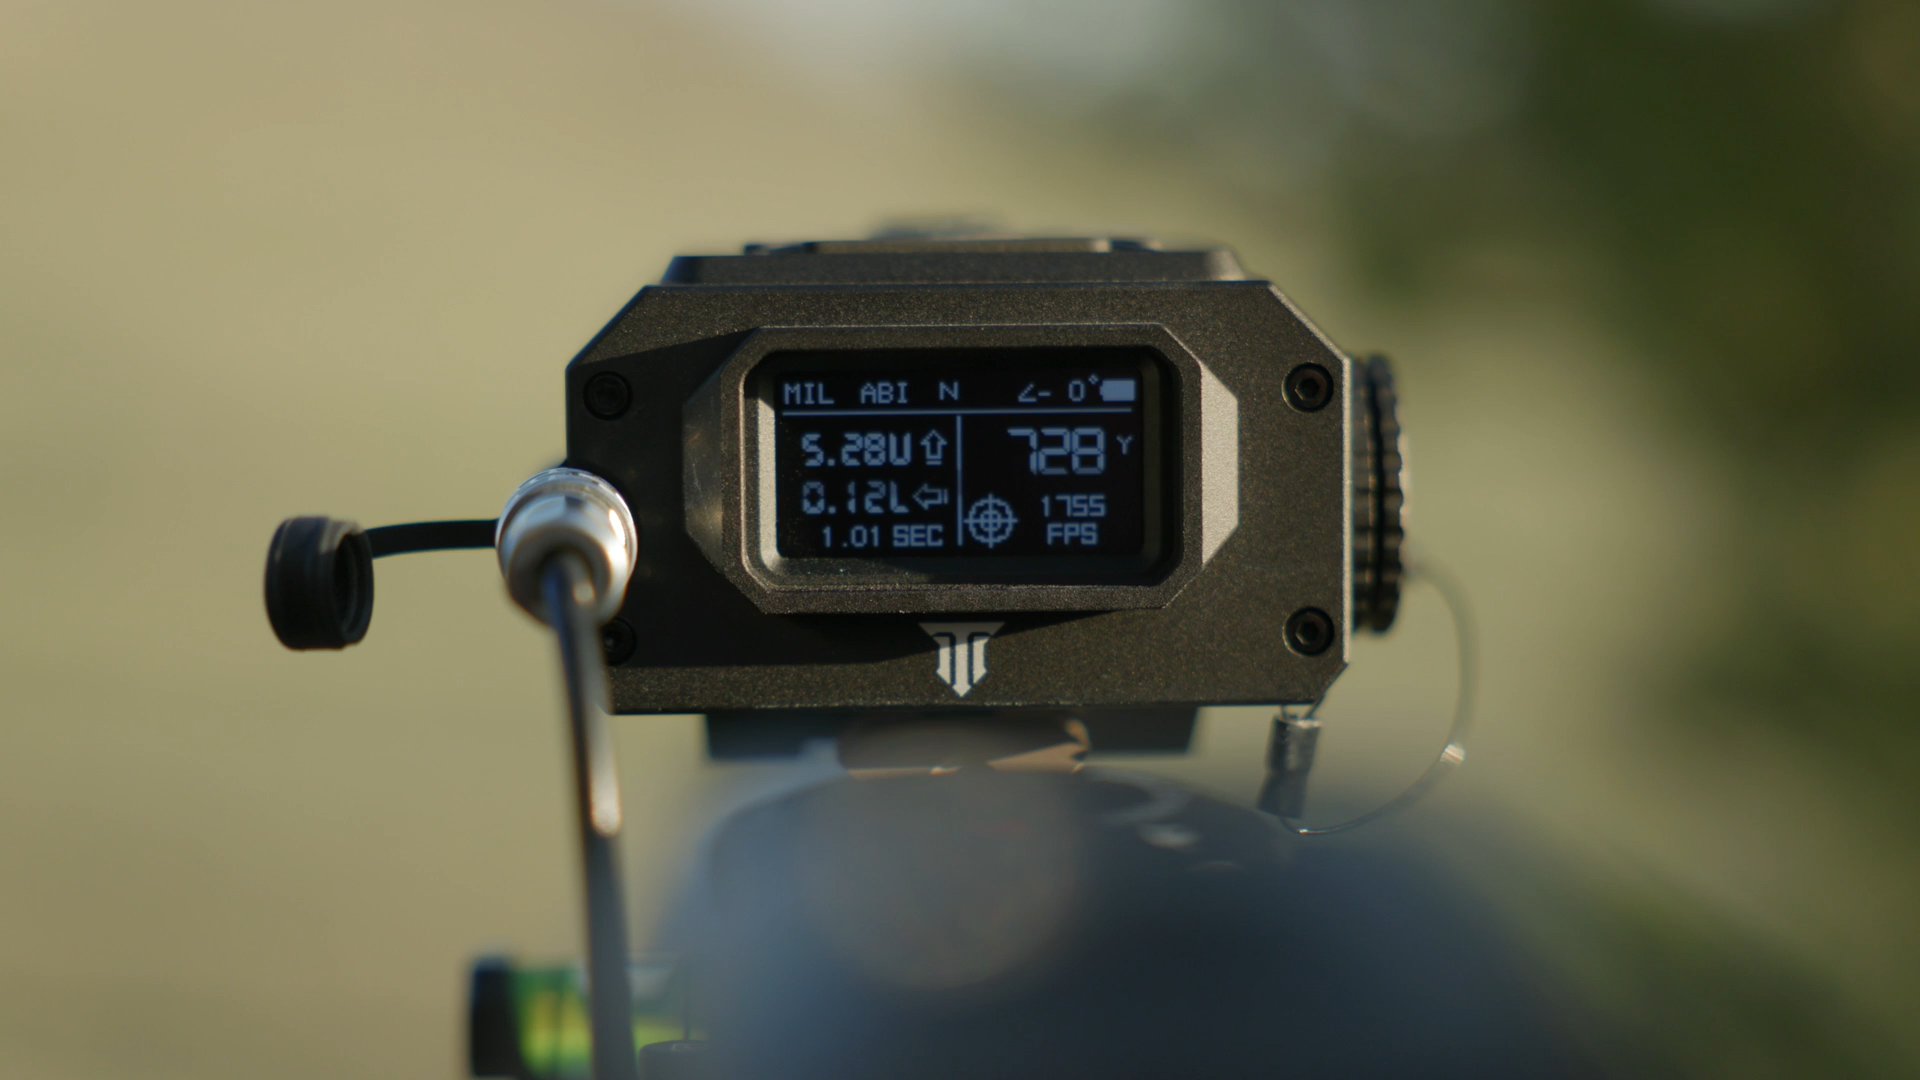 MIL ABI N ∠- 0°
5.28U
0.12L
1.01 SEC
728 Y
1755
FPS